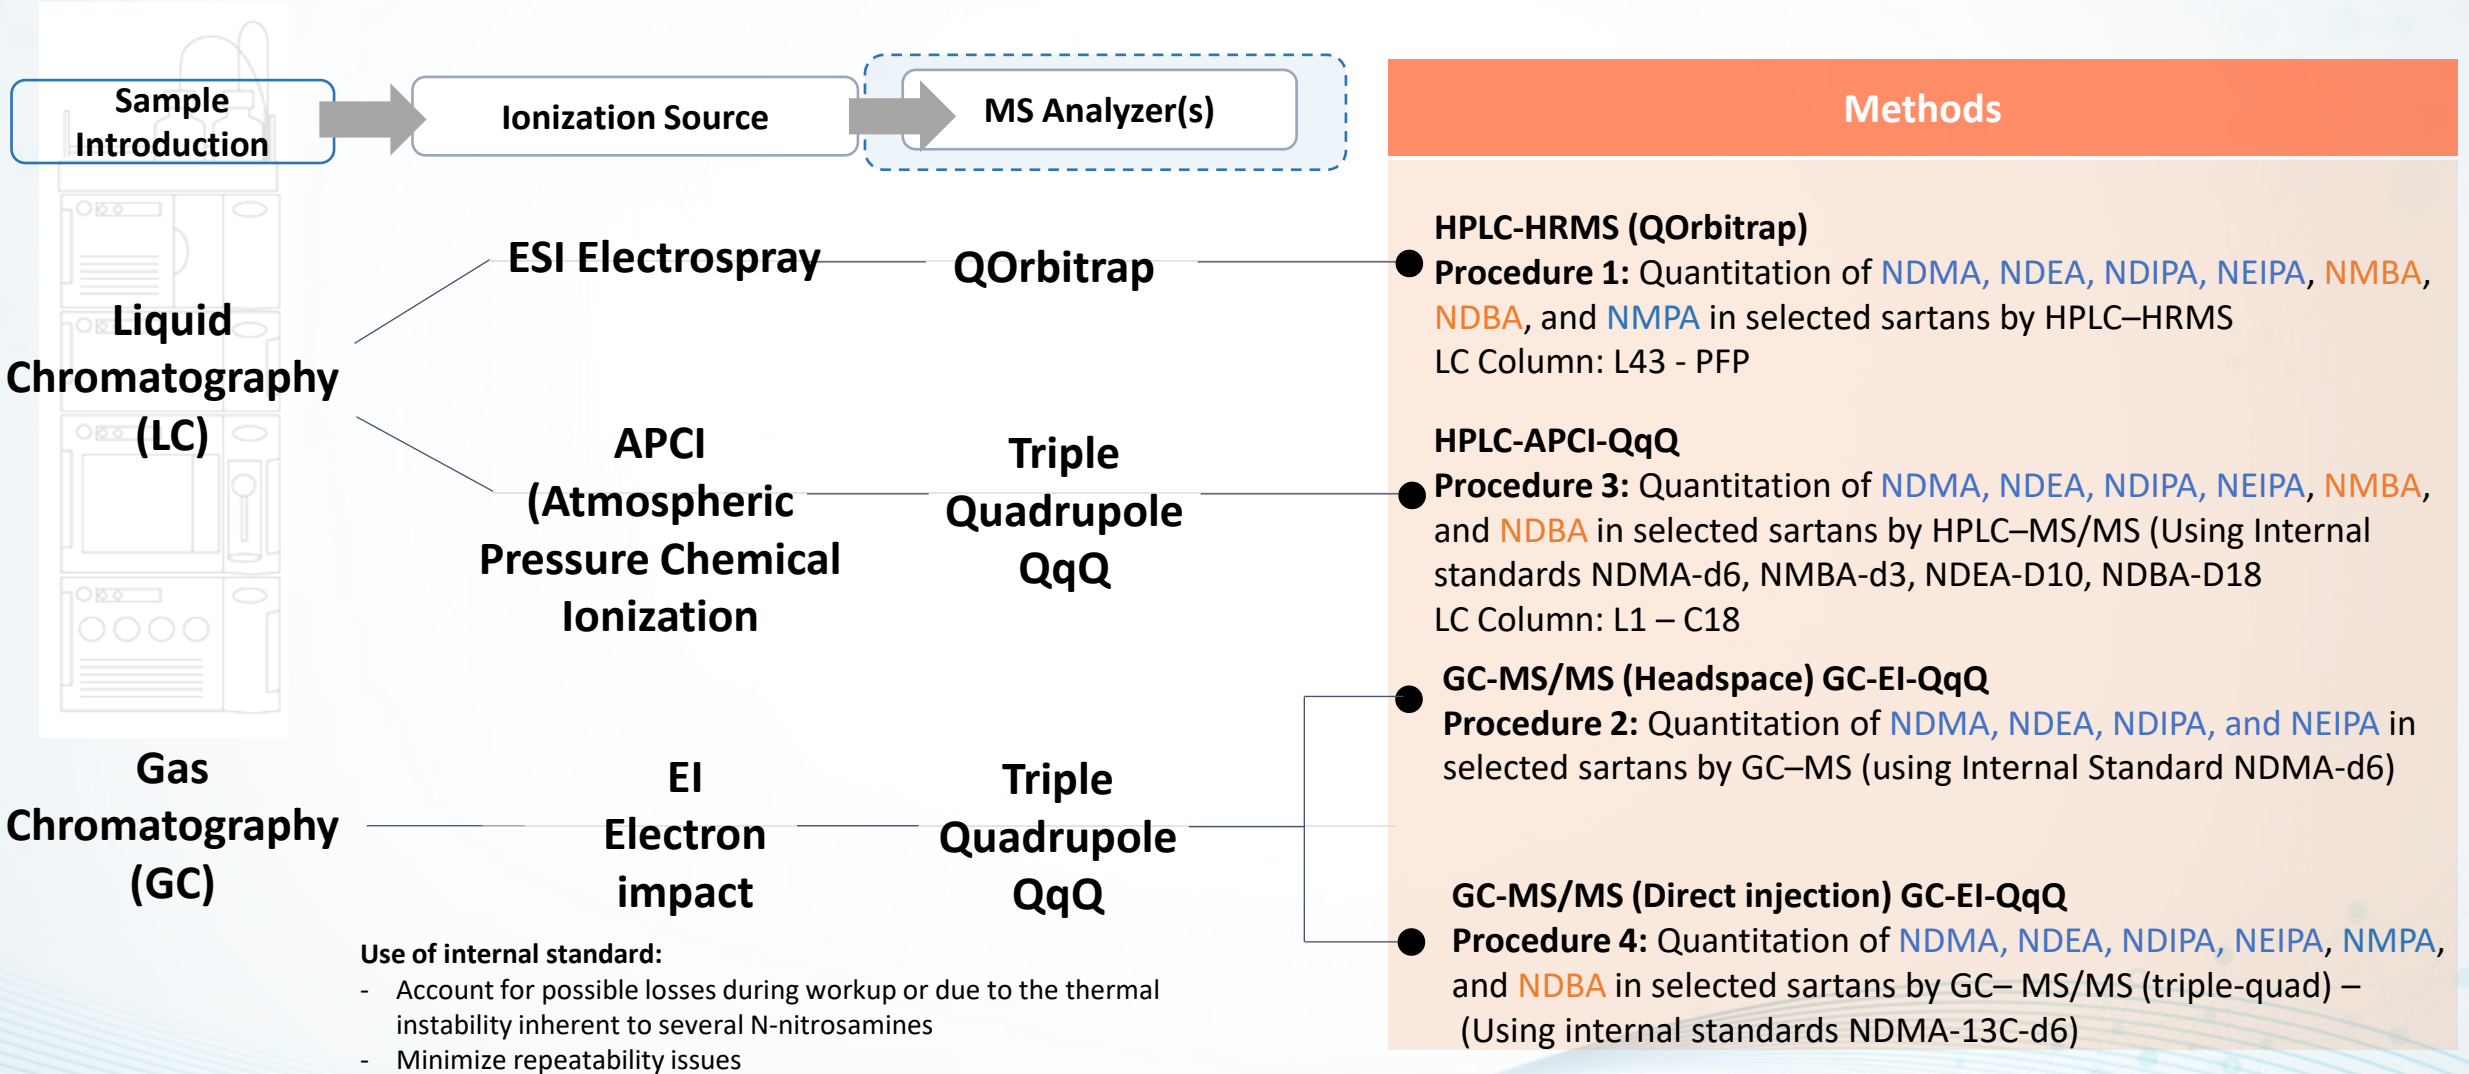 Sample
Introduction
Ionization Source
MS Analyzer(s)
Methods
Liquid
Chromatography
(LC)
ESI Electrospray
QOrbitrap
HPLC-HRMS (QOrbitrap)
Procedure 1: Quantitation of NDMA, NDEA, NDIPA, NEIPA, NMBA,
NDBA, and NMPA in selected sartans by HPLC–HRMS
LC Column: L43 - PFP
APCI
(Atmospheric
Pressure Chemical
Ionization
Triple
Quadrupole
QqQ
HPLC-APCI-QqQ
Procedure 3: Quantitation of NDMA, NDEA, NDIPA, NEIPA, NMBA,
and NDBA in selected sartans by HPLC–MS/MS (Using Internal
standards NDMA-d6, NMBA-d3, NDEA-D10, NDBA-D18
LC Column: L1 – C18
Gas
Chromatography
(GC)
EI
Electron
impact
Triple
Quadrupole
QqQ
GC-MS/MS (Headspace) GC-EI-QqQ
Procedure 2: Quantitation of NDMA, NDEA, NDIPA, and NEIPA in
selected sartans by GC–MS (using Internal Standard NDMA-d6)
GC-MS/MS (Direct injection) GC-EI-QqQ
Procedure 4: Quantitation of NDMA, NDEA, NDIPA, NEIPA, NMPA,
and NDBA in selected sartans by GC– MS/MS (triple-quad) –
(Using internal standards NDMA-13C-d6)
Use of internal standard:
- Account for possible losses during workup or due to the thermal
instability inherent to several N-nitrosamines
- Minimize repeatability issues